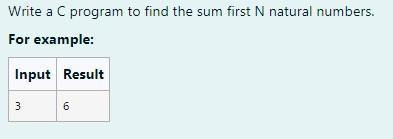 Write a C program to find the sum first N natural numbers.
For example:
Input Result
3 6